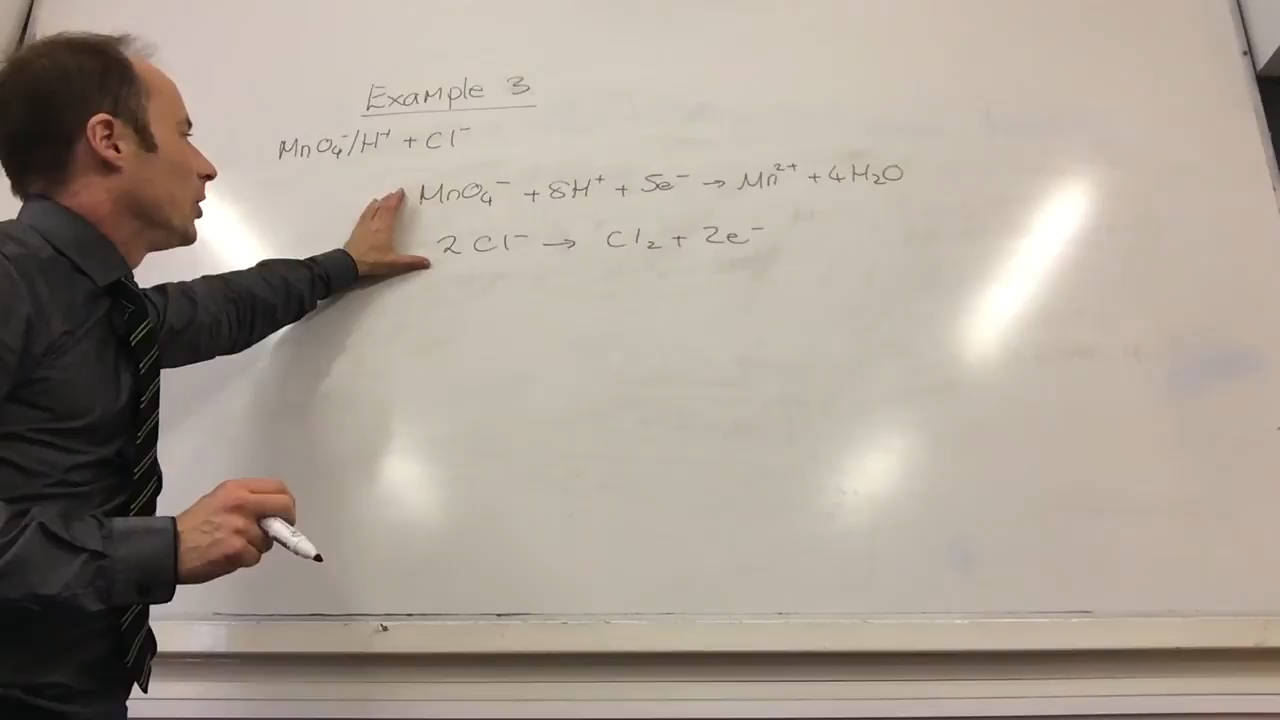 Example 3
MnO₄⁻/H⁺ + Cl⁻
MnO₄⁻ + 8H⁺ + 5e⁻ → Mn²⁺ + 4H₂O
2Cl⁻ → Cl₂ + 2e⁻